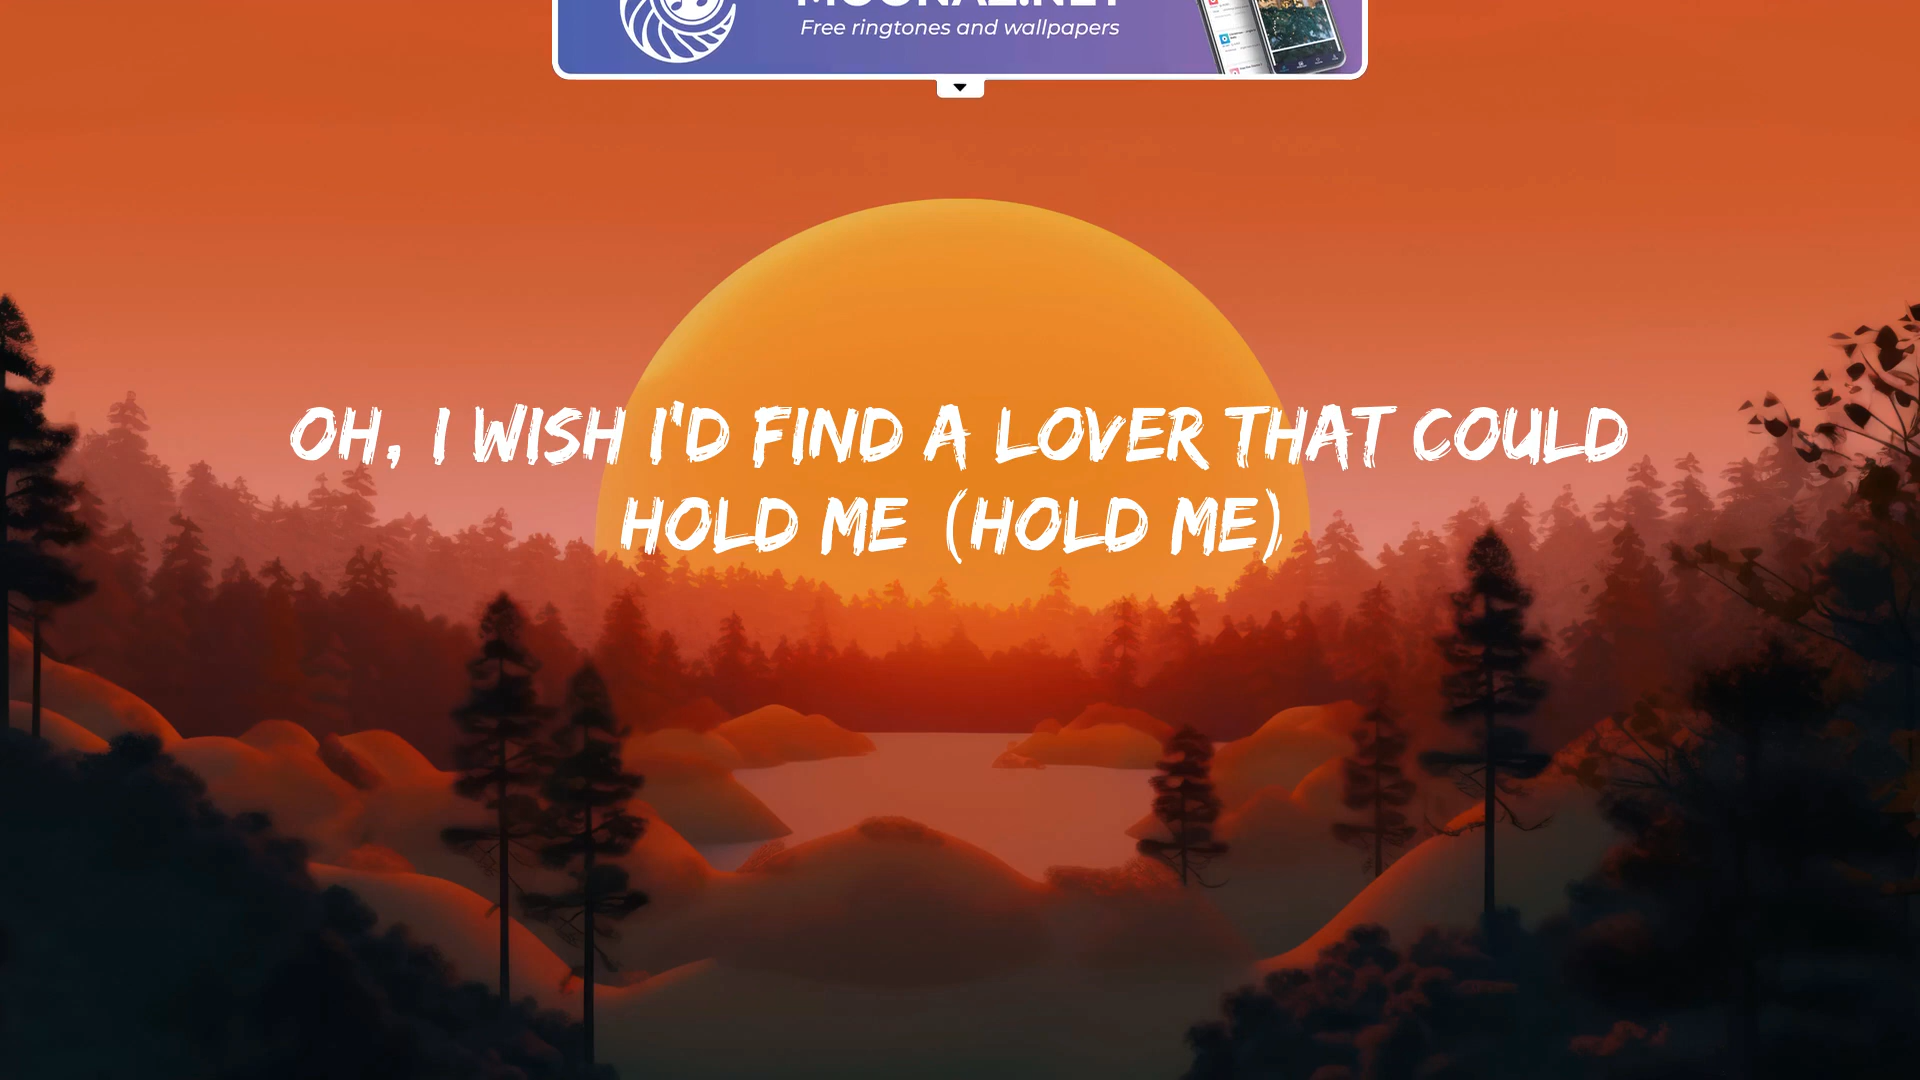 Free ringtones and wallpapers
OH, I WISH I'D FIND A LOVER THAT COULD
HOLD ME (HOLD ME)